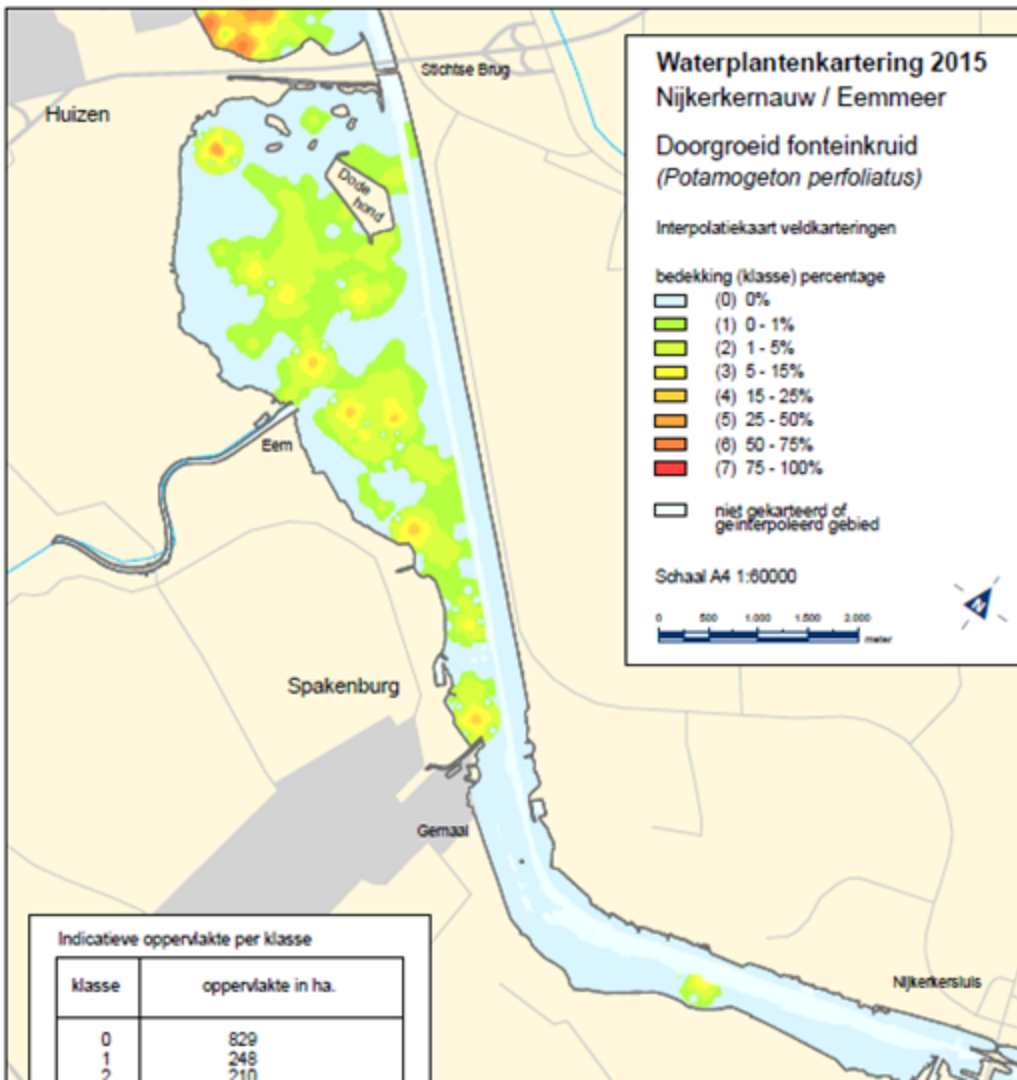 Stichtse Brug
Huizen
Dode
hond
Eem
Spakenburg
Gemaal
Nijkerkersluis
Waterplantenkartering 2015
Nijkerkernauw / Eemmeer
Doorgroeid fonteinkruid
(Potamogeton perfoliatus)
Interpolatiekaart veldkarteringen
bedekking (klasse) percentage
(0) 0%
(1) 0 - 1%
(2) 1 - 5%
(3) 5 - 15%
(4) 15 - 25%
(5) 25 - 50%
(6) 50 - 75%
(7) 75 - 100%
niet gekarteerd of
geinterpoleerd gebied
Schaal A4 1:60000
N
0 500 1.000 1.500 2.000
meter
Indicatieve oppervlakte per klasse
klasse oppervlakte in ha.
0 829
1 248
2 210